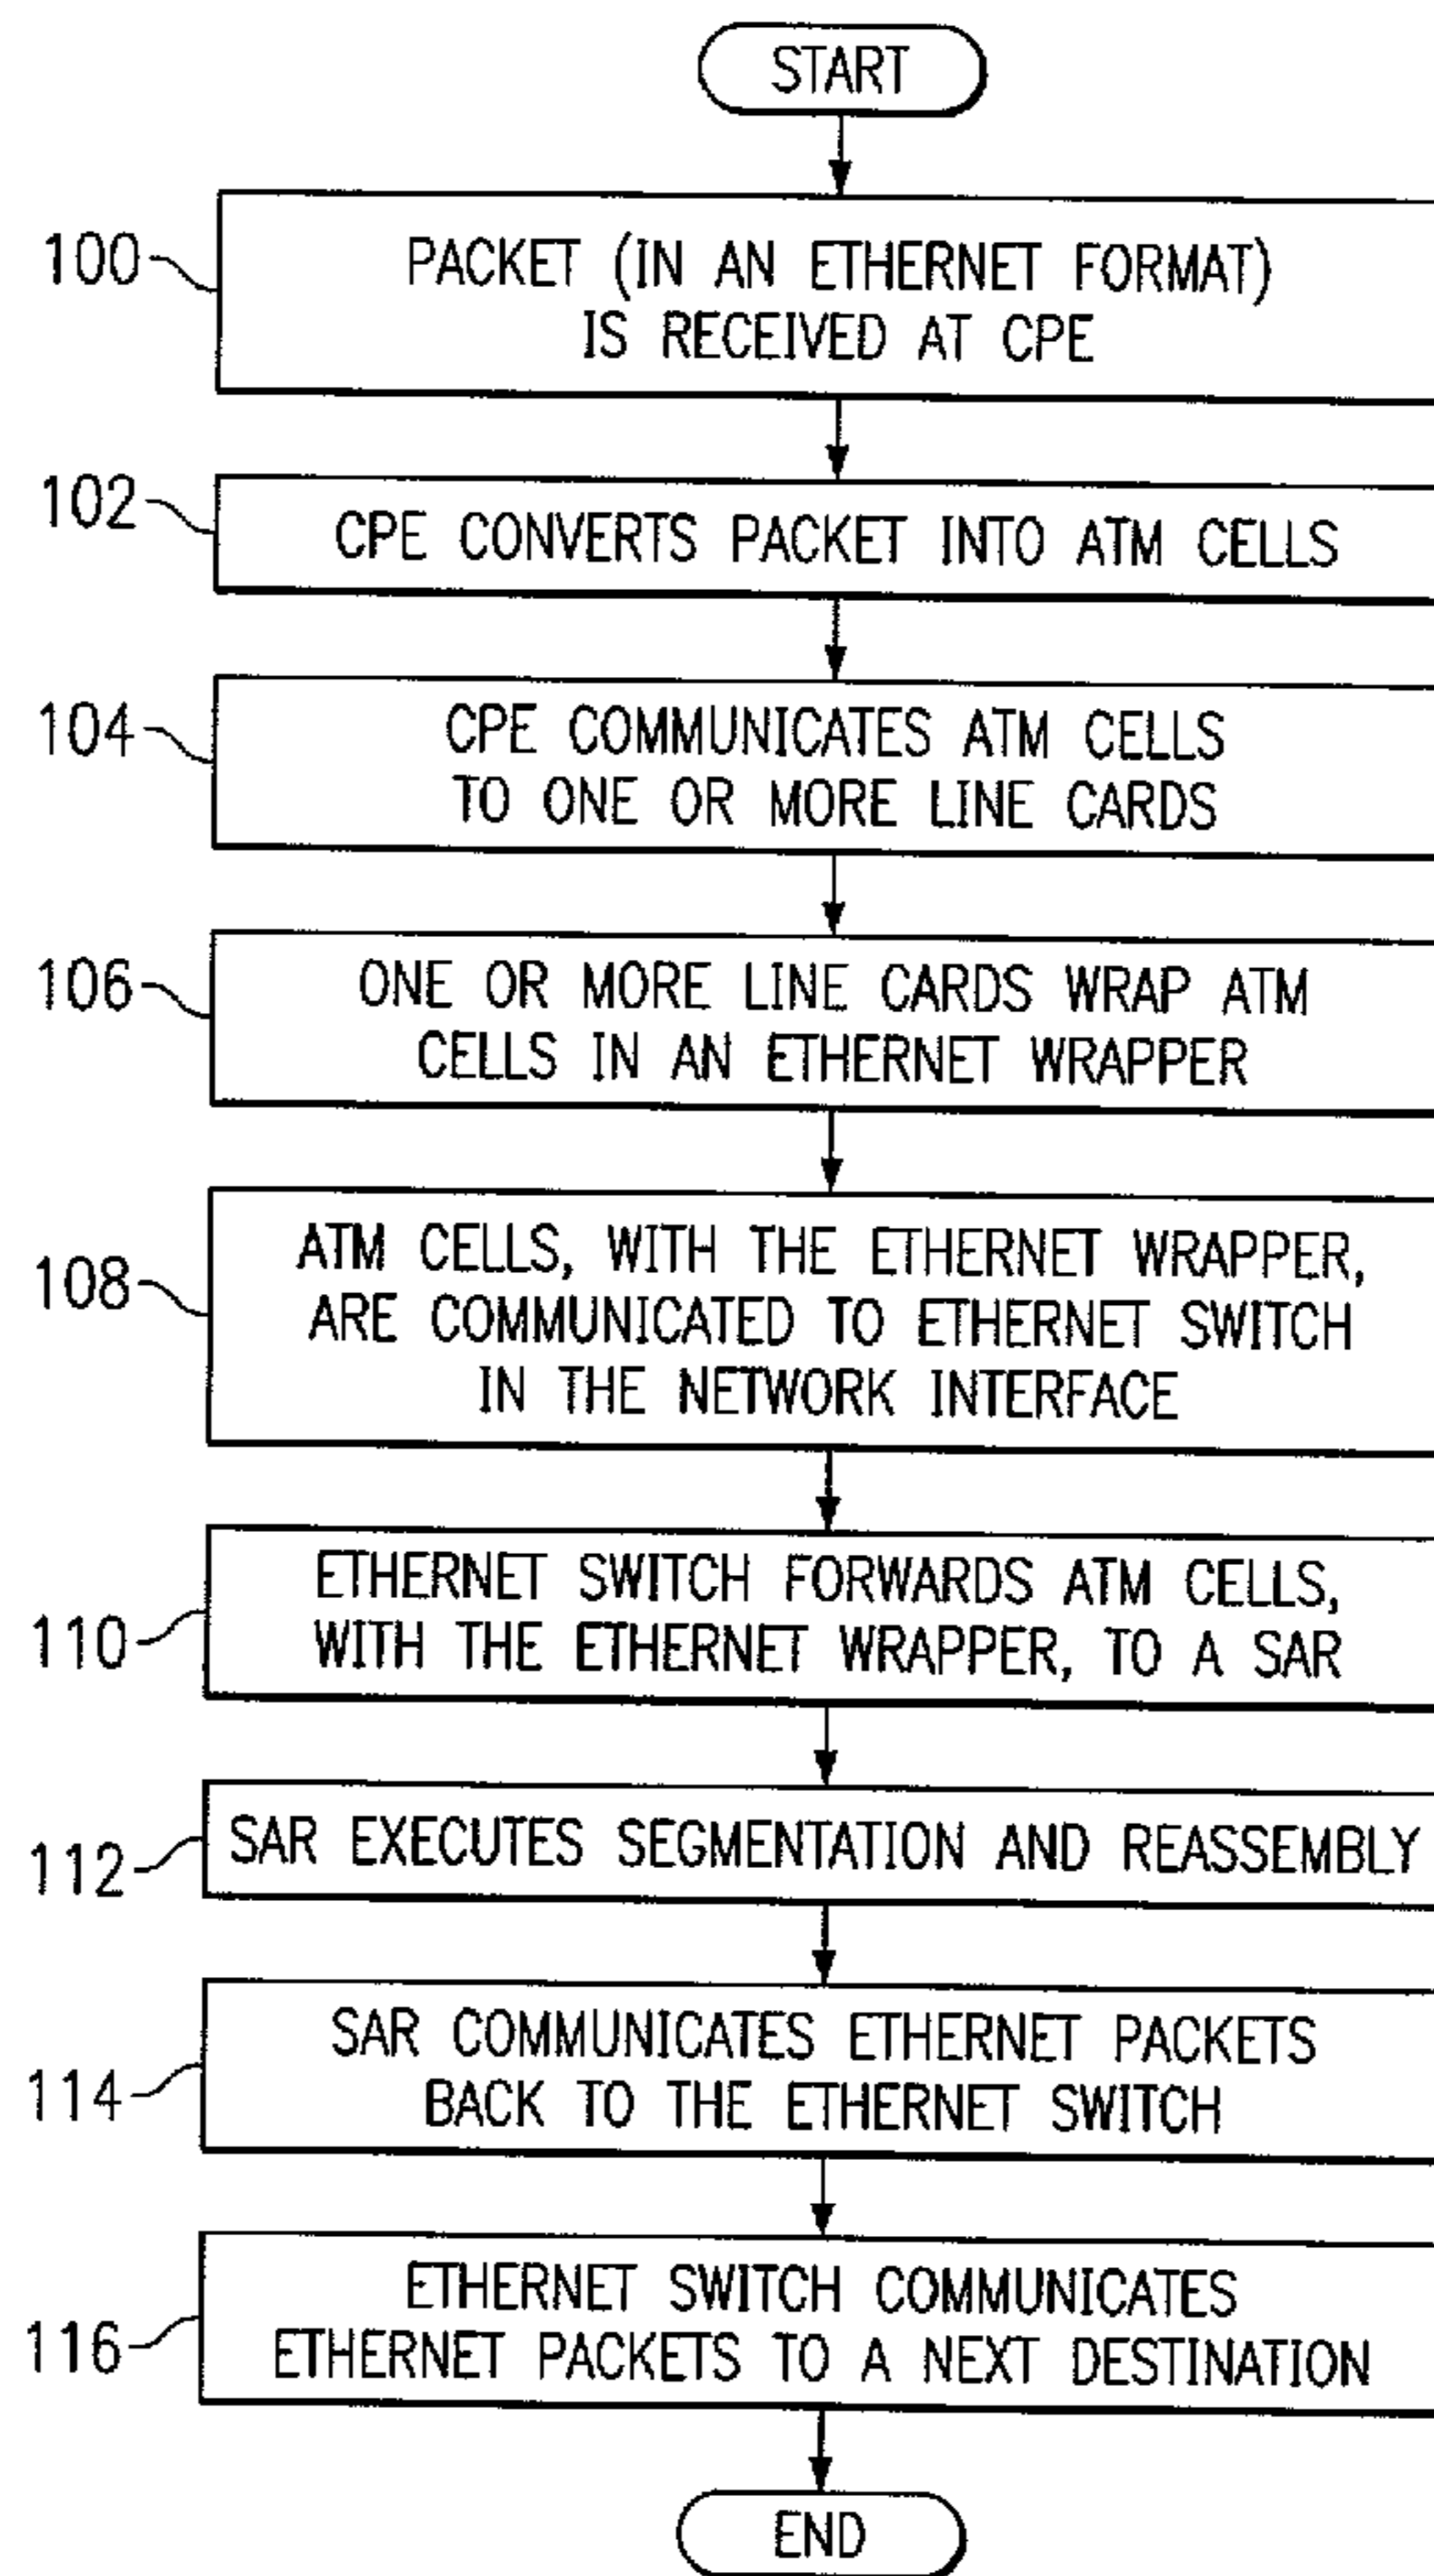 START
100
PACKET (IN AN ETHERNET FORMAT)
IS RECEIVED AT CPE
102
CPE CONVERTS PACKET INTO ATM CELLS
104
CPE COMMUNICATES ATM CELLS
TO ONE OR MORE LINE CARDS
106
ONE OR MORE LINE CARDS WRAP ATM
CELLS IN AN ETHERNET WRAPPER
108
ATM CELLS, WITH THE ETHERNET WRAPPER,
ARE COMMUNICATED TO ETHERNET SWITCH
IN THE NETWORK INTERFACE
110
ETHERNET SWITCH FORWARDS ATM CELLS,
WITH THE ETHERNET WRAPPER, TO A SAR
112
SAR EXECUTES SEGMENTATION AND REASSEMBLY
114
SAR COMMUNICATES ETHERNET PACKETS
BACK TO THE ETHERNET SWITCH
116
ETHERNET SWITCH COMMUNICATES
ETHERNET PACKETS TO A NEXT DESTINATION
END